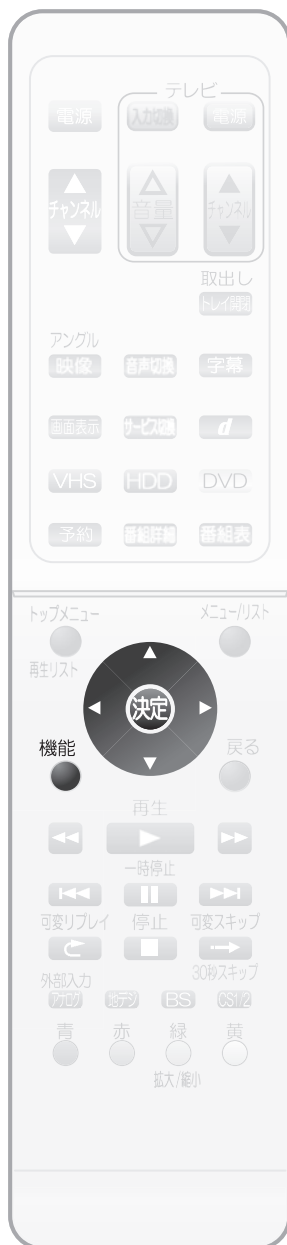 テレビ
電源 入力切換 電源
チャンネル 音量 チャンネル
取出し
トレイ開閉
アングル
映像 音声切換 字幕
画面表示 サービス切換 d
VHS HDD DVD
予約 番組詳細 番組表
トップメニュー メニュー/リスト
再生リスト
決定
機能 戻る
再生
一時停止
可変リプレイ 停止 可変スキップ
30秒スキップ
外部入力
アナログ 地デジ BS CS1/2
青 赤 緑 黄
拡大/縮小